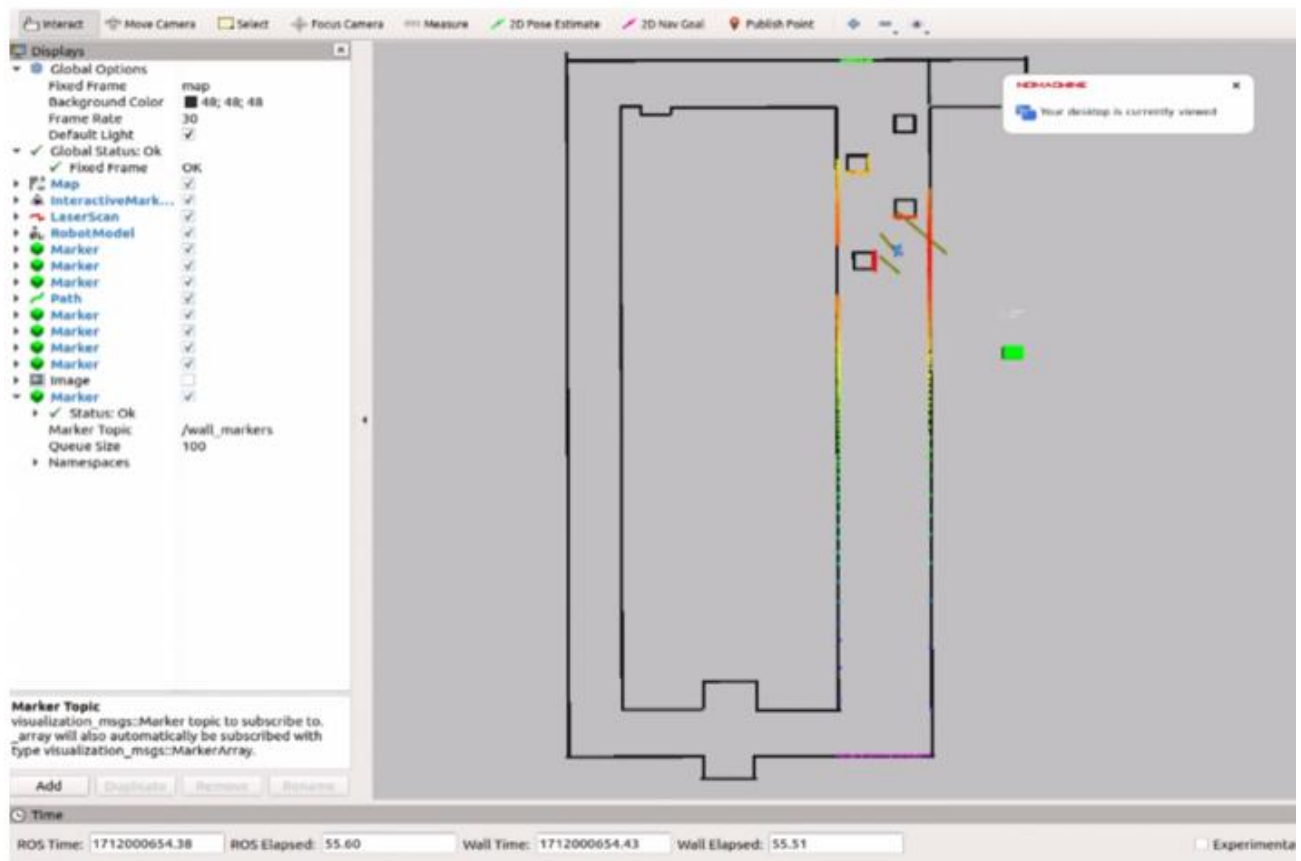 Interact Move Camera Select Focus Camera Measure 2D Pose Estimate 2D Nav Goal Publish Point
Displays
Global Options
Fixed Frame map
Background Color 48; 48; 48
Frame Rate 30
Default Light
Global Status: Ok
Fixed Frame OK
Map
InteractiveMark...
LaserScan
RobotModel
Marker
Marker
Marker
Path
Marker
Marker
Marker
Marker
Image
Marker
Status: Ok
Marker Topic /wall_markers
Queue Size 100
Namespaces
NOMACHINE
Your desktop is currently viewed
Marker Topic
visualization_msgs::Marker topic to subscribe to.
_array will also automatically be subscribed with
type visualization_msgs::MarkerArray.
Add Duplicate Remove Rename
Time
ROS Time: 1712000654.38 ROS Elapsed: 55.60 Wall Time: 1712000654.43 Wall Elapsed: 55.51 Experimenta